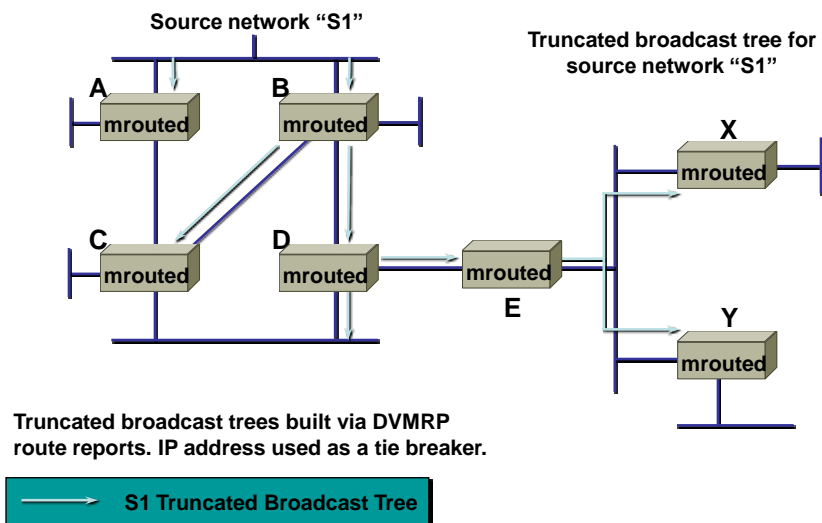 Source network “S1”
Truncated broadcast tree for
source network “S1”
A
mrouted
B
mrouted
X
mrouted
C
mrouted
D
mrouted
mrouted
E
Y
mrouted
Truncated broadcast trees built via DVMRP
route reports. IP address used as a tie breaker.
S1 Truncated Broadcast Tree